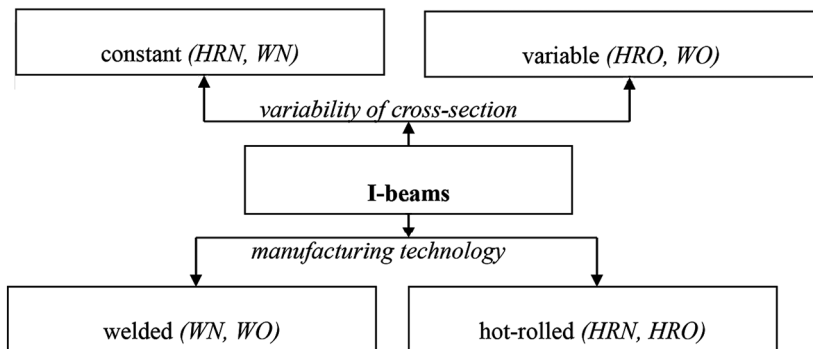 constant (HRN, WN)
variable (HRO, WO)
variability of cross-section
I-beams
manufacturing technology
welded (WN, WO)
hot-rolled (HRN, HRO)